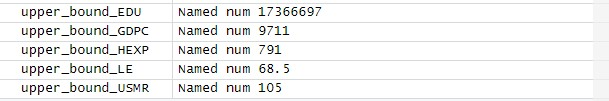 upper_bound_EDU Named num 17366697
upper_bound_GDPC Named num 9711
upper_bound_HEXP Named num 791
upper_bound_LE Named num 68.5
upper_bound_USMR Named num 105